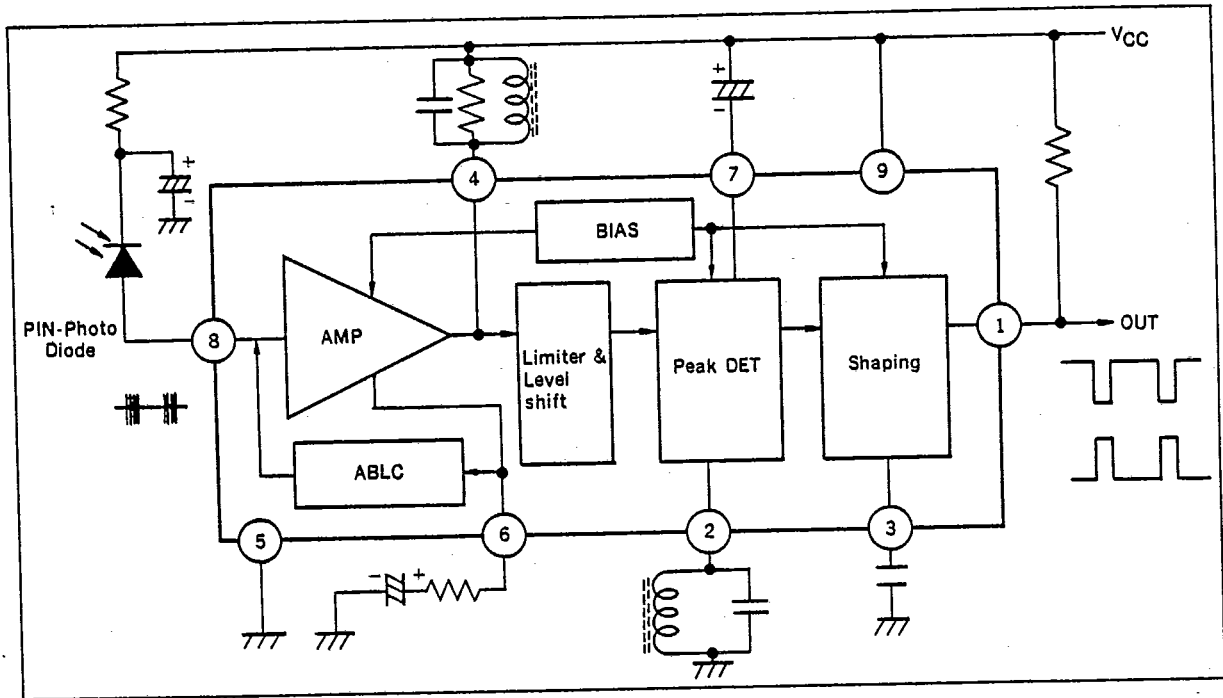 VCC
+
-
+
-
4
7
9
BIAS
PIN-Photo
Diode
8
AMP
Limiter &
Level
shift
Peak DET
Shaping
1
OUT
ABLC
5
6
2
3
- +